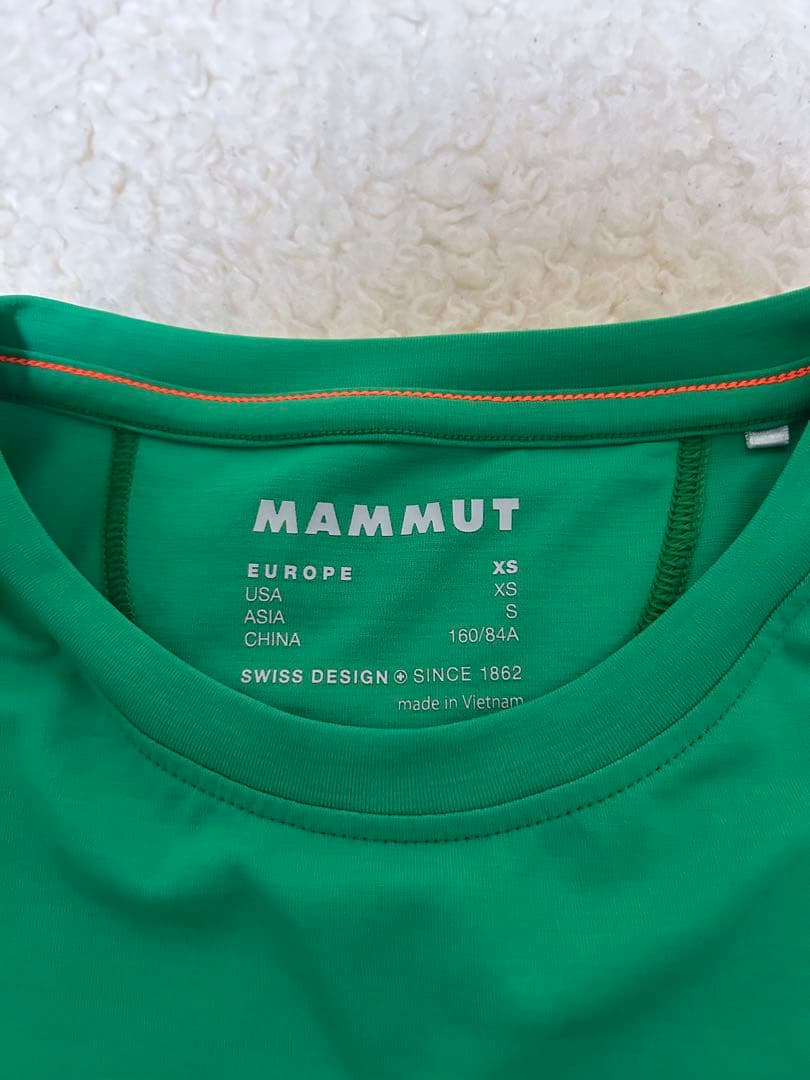 MAMMUT
EUROPE XS
USA XS
ASIA S
CHINA 160/84A
SWISS DESIGN SINCE 1862
made in Vietnam